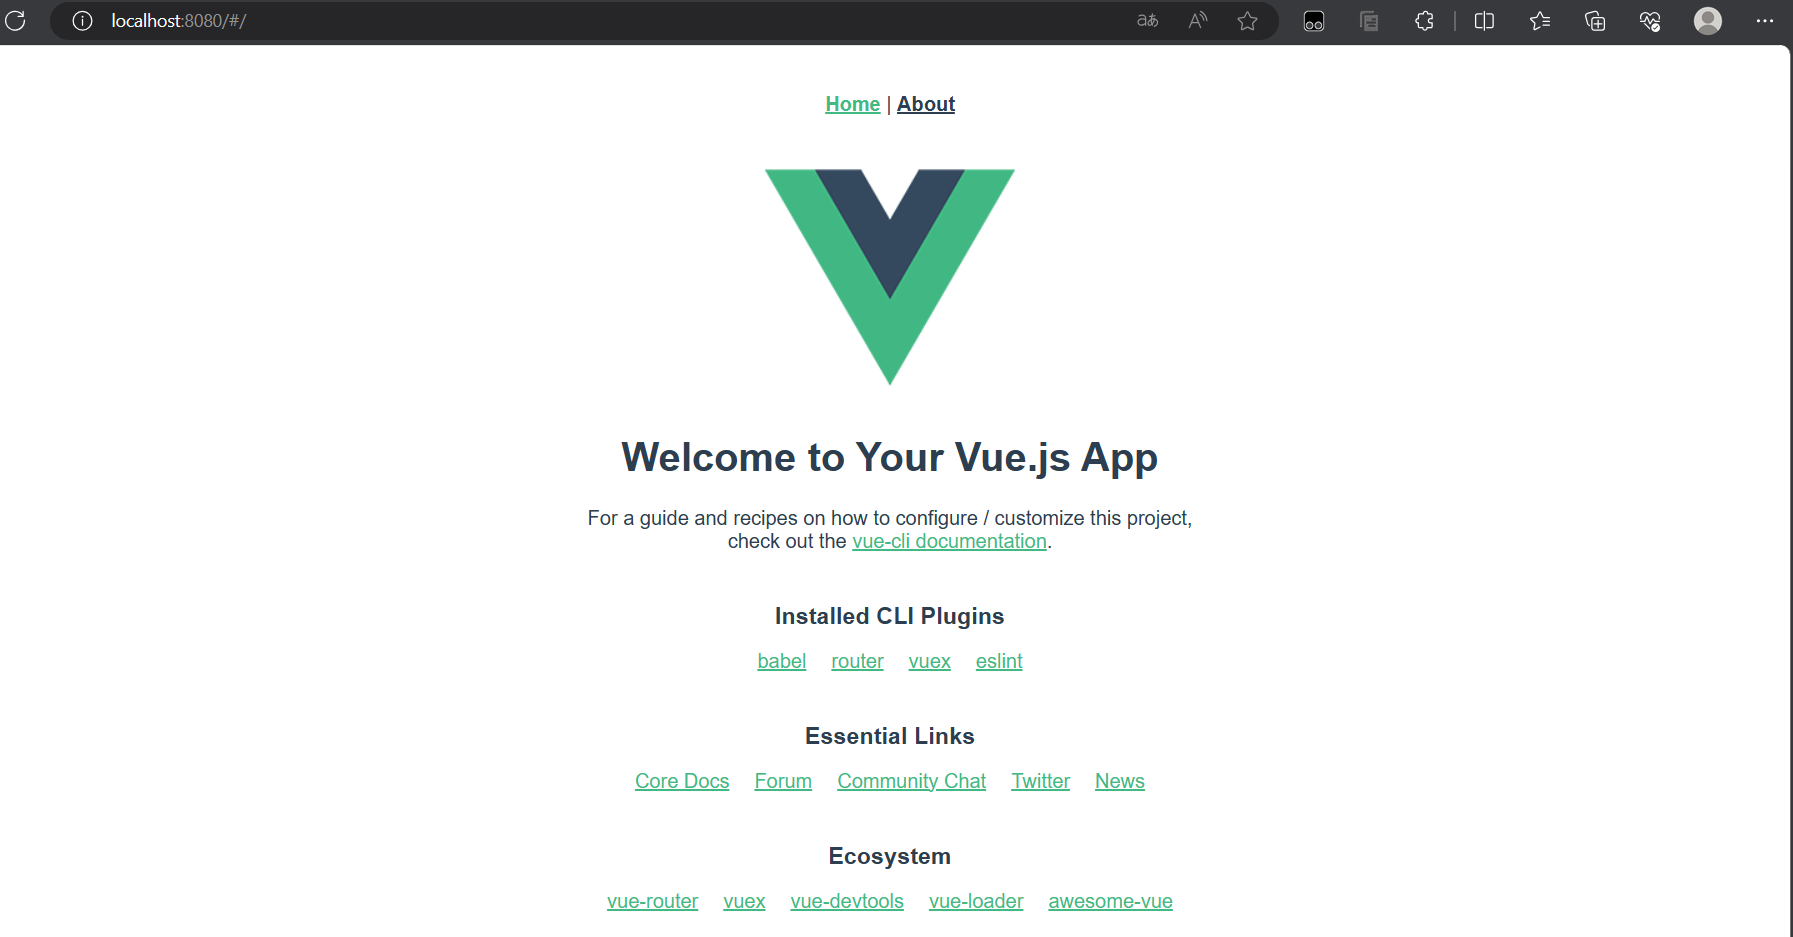 localhost:8080/#/
Home | About
Welcome to Your Vue.js App
For a guide and recipes on how to configure / customize this project,
check out the vue-cli documentation.
Installed CLI Plugins
babel router vuex eslint
Essential Links
Core Docs Forum Community Chat Twitter News
Ecosystem
vue-router vuex vue-devtools vue-loader awesome-vue